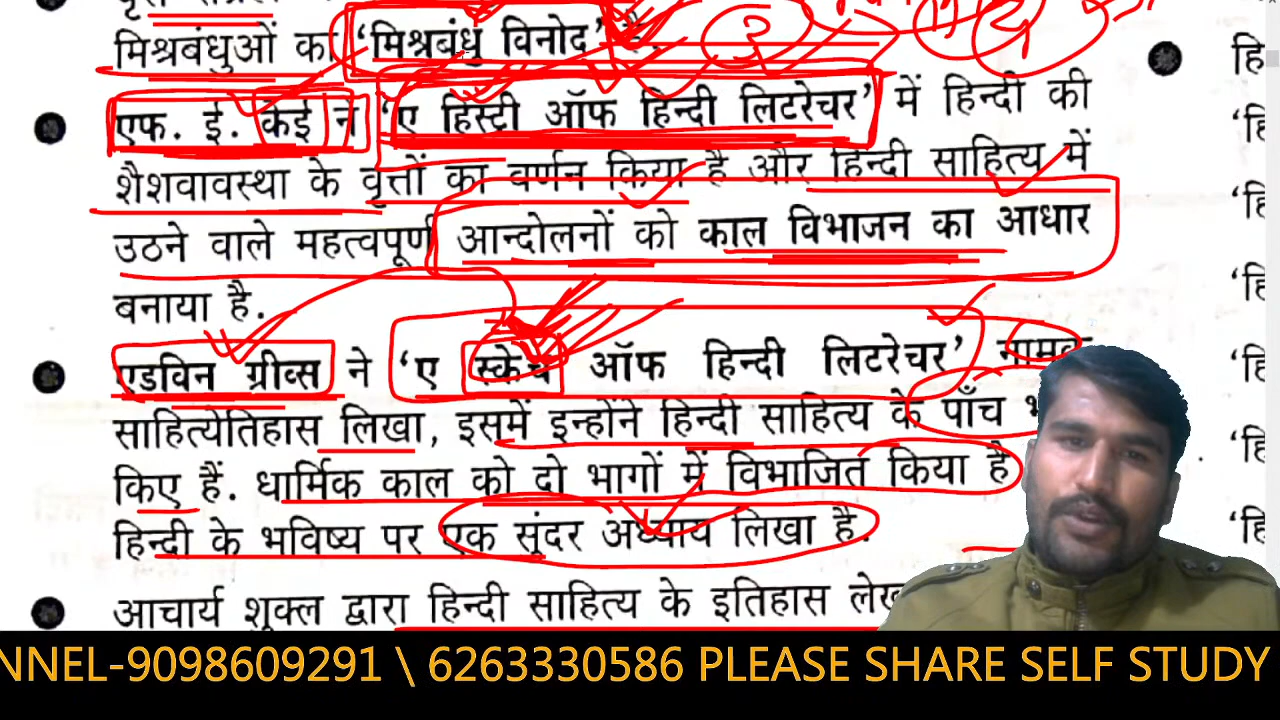 मिश्रबंधुओं का 'मिश्रबंधु विनोद' है.
एफ. ई. कई न 'ए हिस्ट्री ऑफ हिन्दी लिटरेचर' में हिन्दी की
शैशवावस्था के वृत्तों का वर्णन किया है और हिन्दी साहित्य में
उठने वाले महत्वपूर्ण आन्दोलनों को काल विभाजन का आधार
बनाया है.
एडविन ग्रीव्स ने 'ए स्केच ऑफ हिन्दी लिटरेचर' नामक
साहित्येतिहास लिखा, इसमें इन्होंने हिन्दी साहित्य के पाँच
किए हैं. धार्मिक काल को दो भागों में विभाजित किया है
हिन्दी के भविष्य पर एक सुंदर अध्याय लिखा है.
आचार्य शुक्ल द्वारा हिन्दी साहित्य के इतिहास
NNEL-9098609291 \ 6263330586 PLEASE SHARE SELF STUDY